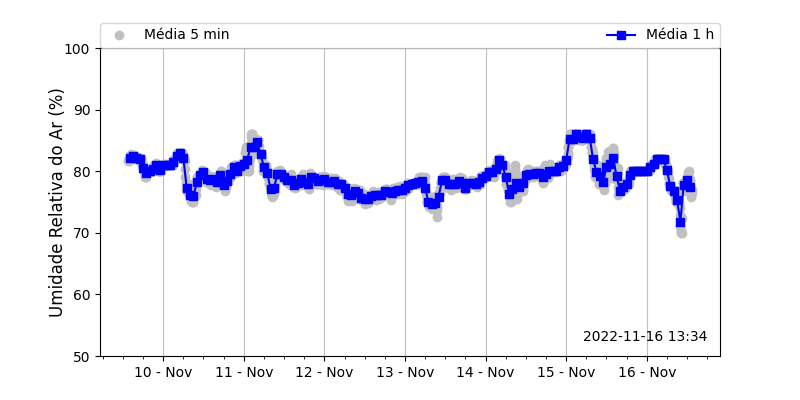 Média 5 min
Média 1 h
Umidade Relativa do Ar (%)
100
90
80
70
60
50
2022-11-16 13:34
10 - Nov
11 - Nov
12 - Nov
13 - Nov
14 - Nov
15 - Nov
16 - Nov